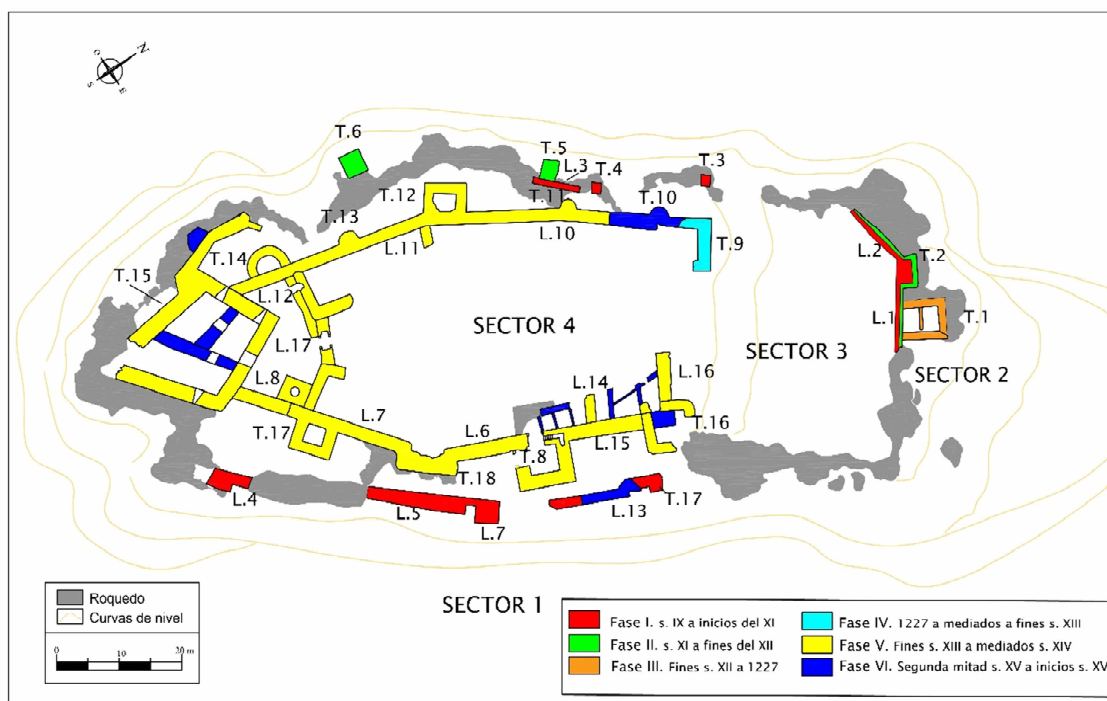 N
O
S
E
T.6
T.5
L.3
T.4
T.3
T.12
T.11
T.10
T.13
L.10
L.11
T.9
T.14
L.2
T.2
T.15
L.12
SECTOR 4
L.1
T.1
L.17
SECTOR 3
SECTOR 2
L.8
L.14
L.16
L.7
L.6
L.15
T.16
T.17
T.8
T.18
L.4
L.5
L.7
L.13
T.17
SECTOR 1
Roquedo
Curvas de nivel
0 10 20 m
Fase I. s. IX a inicios del XI
Fase II. s. XI a fines del XII
Fase III. Fines s. XII a 1227
Fase IV. 1227 a mediados a fines s. XIII
Fase V. Fines s. XIII a mediados s. XIV
Fase VI. Segunda mitad s. XV a inicios s. XV